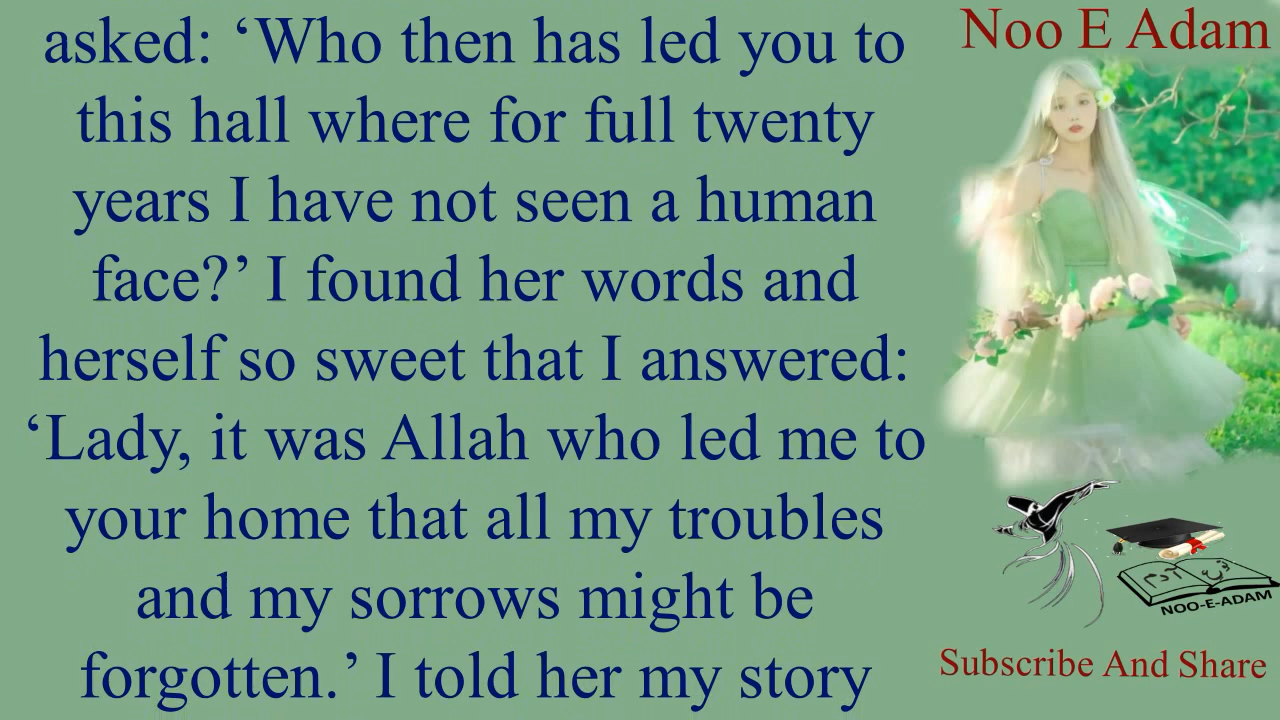 asked: ‘Who then has led you to
this hall where for full twenty
years I have not seen a human
face?’ I found her words and
herself so sweet that I answered:
‘Lady, it was Allah who led me to
your home that all my troubles
and my sorrows might be
forgotten.’ I told her my story
Noo E Adam
نوع آدم
NOO-E-ADAM
Subscribe And Share